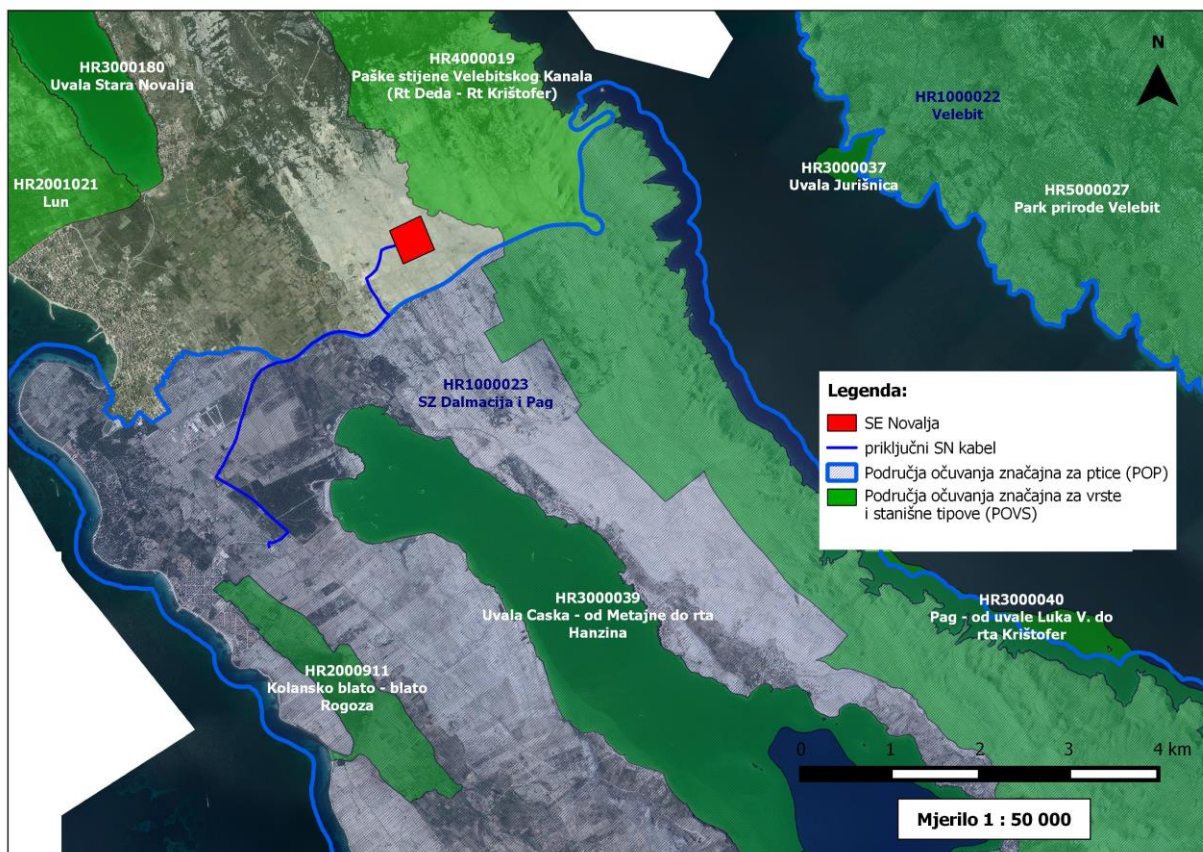 HR3000180
Uvala Stara Novalja
HR4000019
Paške stijene Velebitskog Kanala
(Rt Deda - Rt Krištofer)
N
HR1000022
Velebit
HR3000037
Uvala Jurišnica
HR5000027
Park prirode Velebit
HR2001021
Lun
HR1000023
SZ Dalmacija i Pag
Legenda:
SE Novalja
priključni SN kabel
Područja očuvanja značajna za ptice (POP)
Područja očuvanja značajna za vrste
i stanišne tipove (POVS)
HR3000039
Uvala Caska - od Metajne do rta
Hanzina
HR3000040
Pag - od uvale Luka V. do
rta Krištofer
HR2000911
Kolansko blato - blato
Rogoza
0 1 2 3 4 km
Mjerilo 1 : 50 000